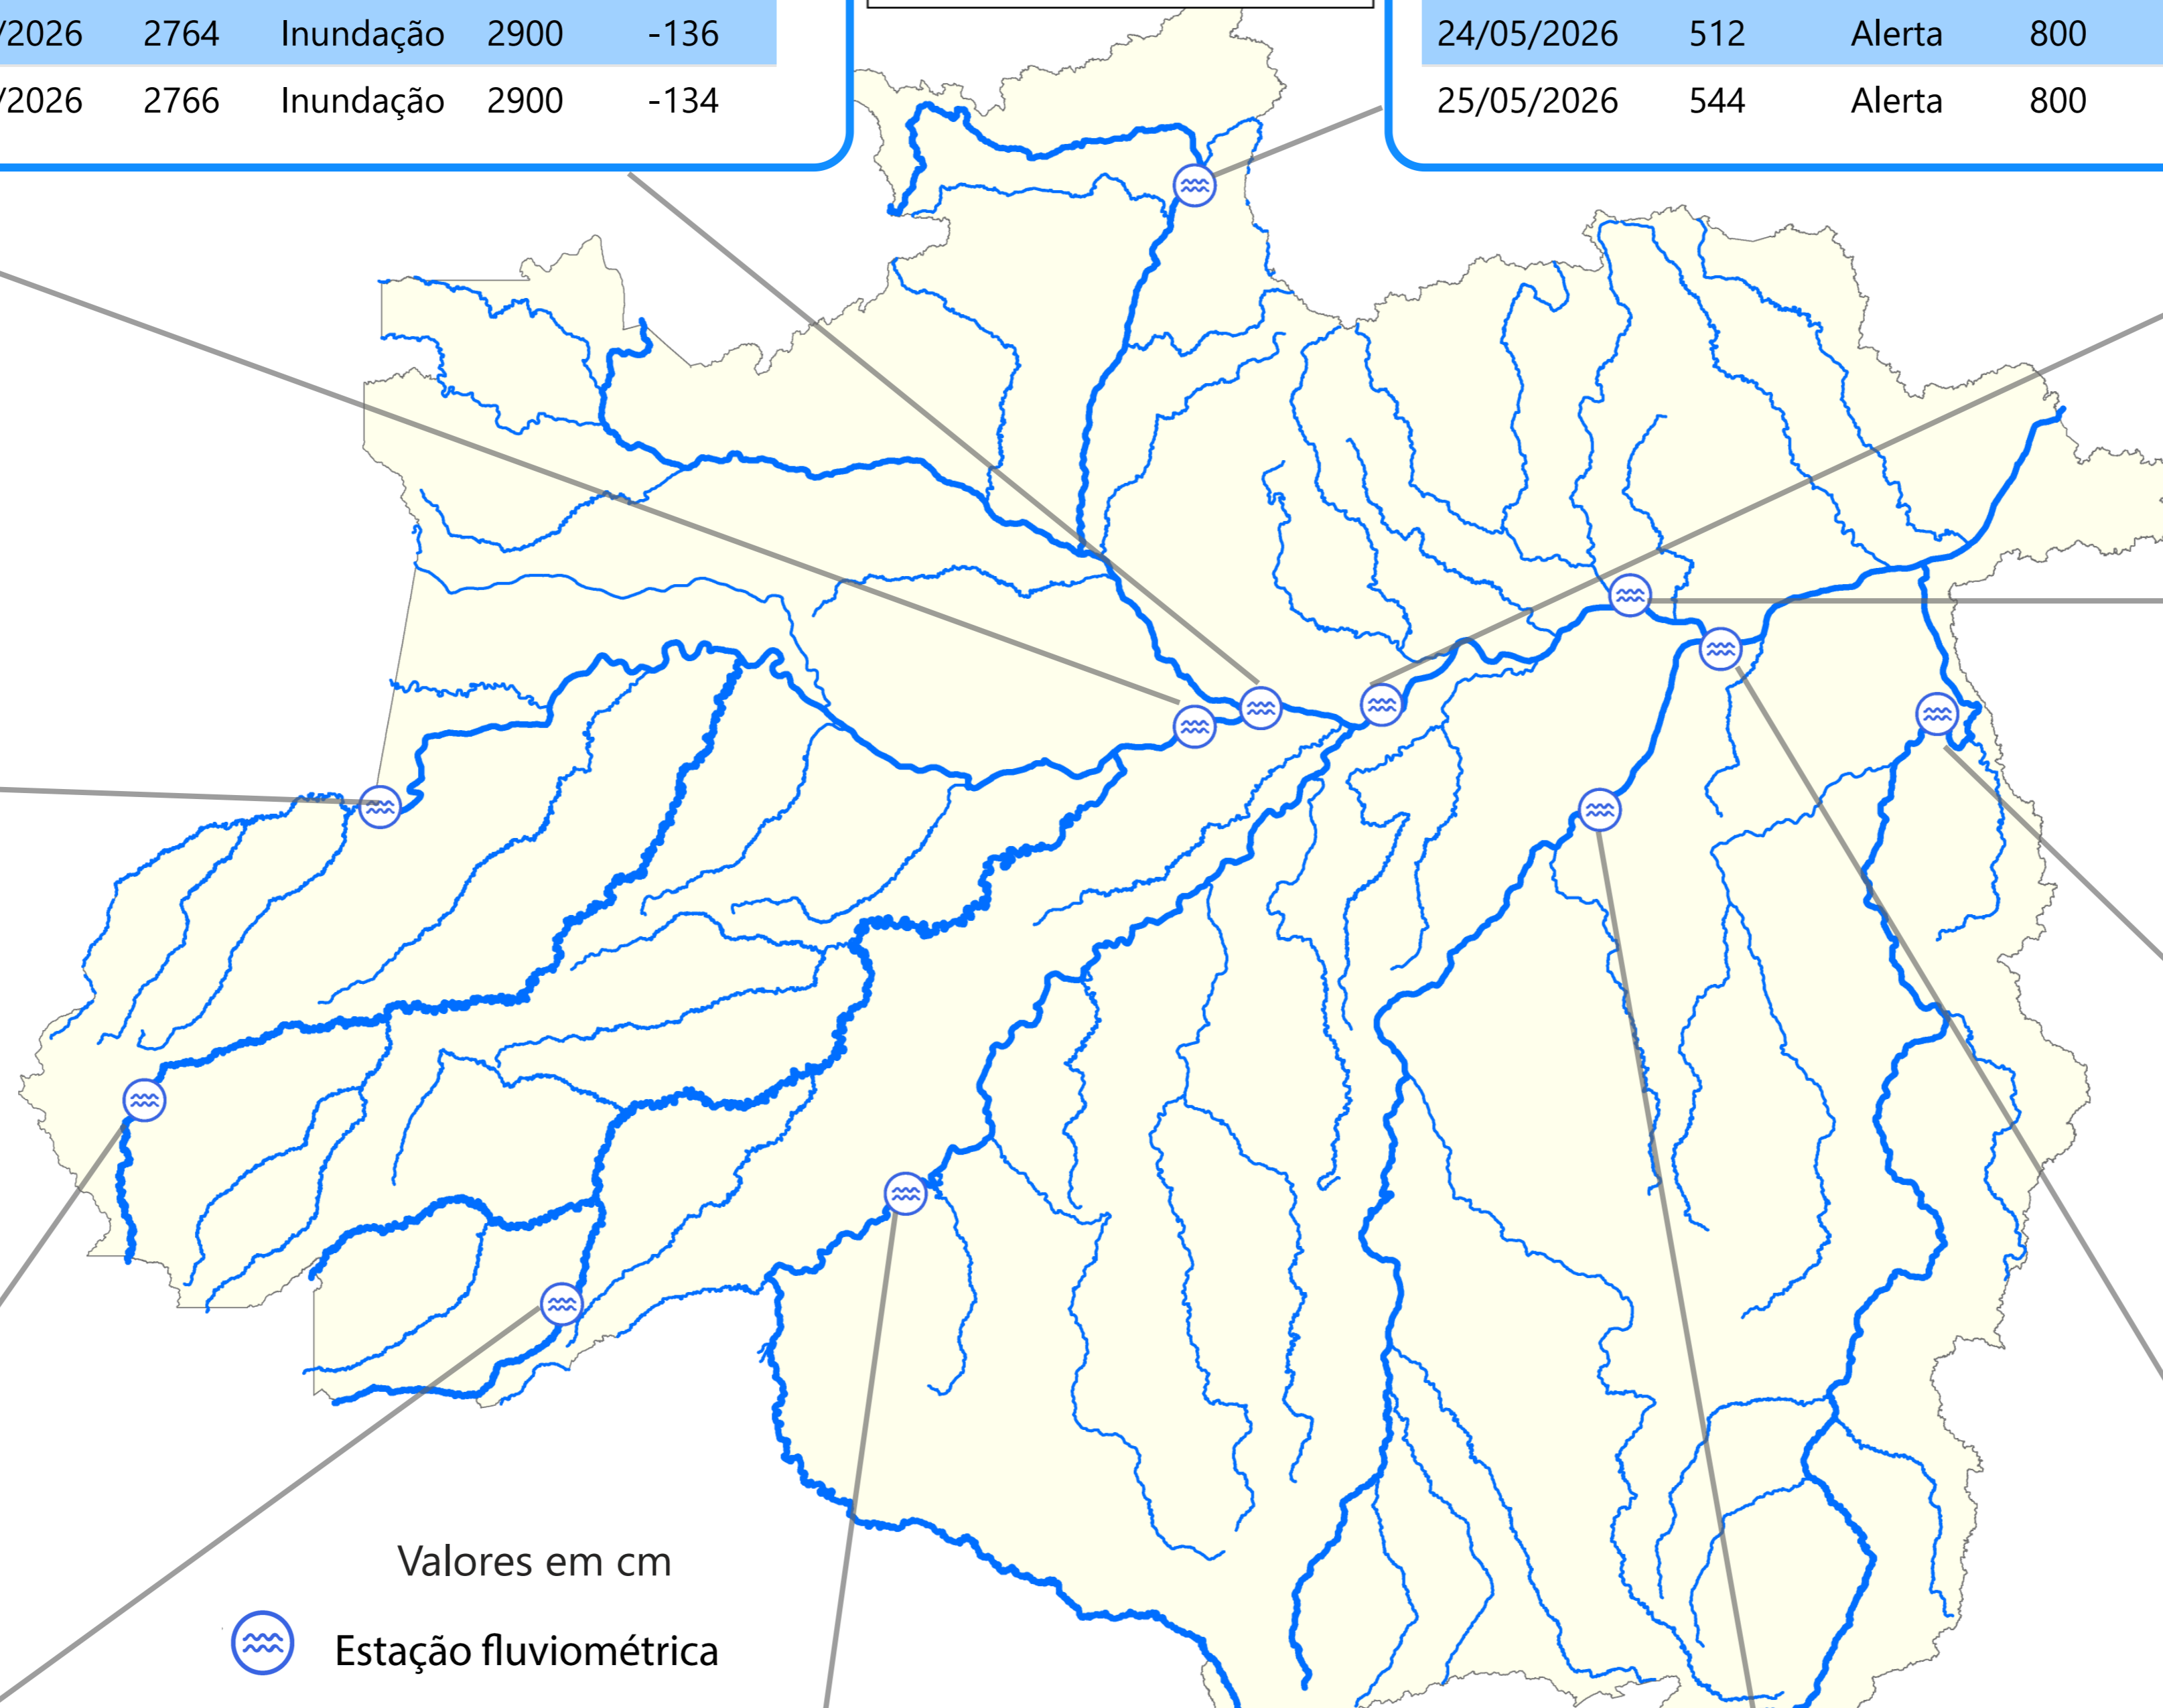 /2026 2764 Inundação 2900 -136
/2026 2766 Inundação 2900 -134
24/05/2026 512 Alerta 800
25/05/2026 544 Alerta 800
Valores em cm
Estação fluviométrica